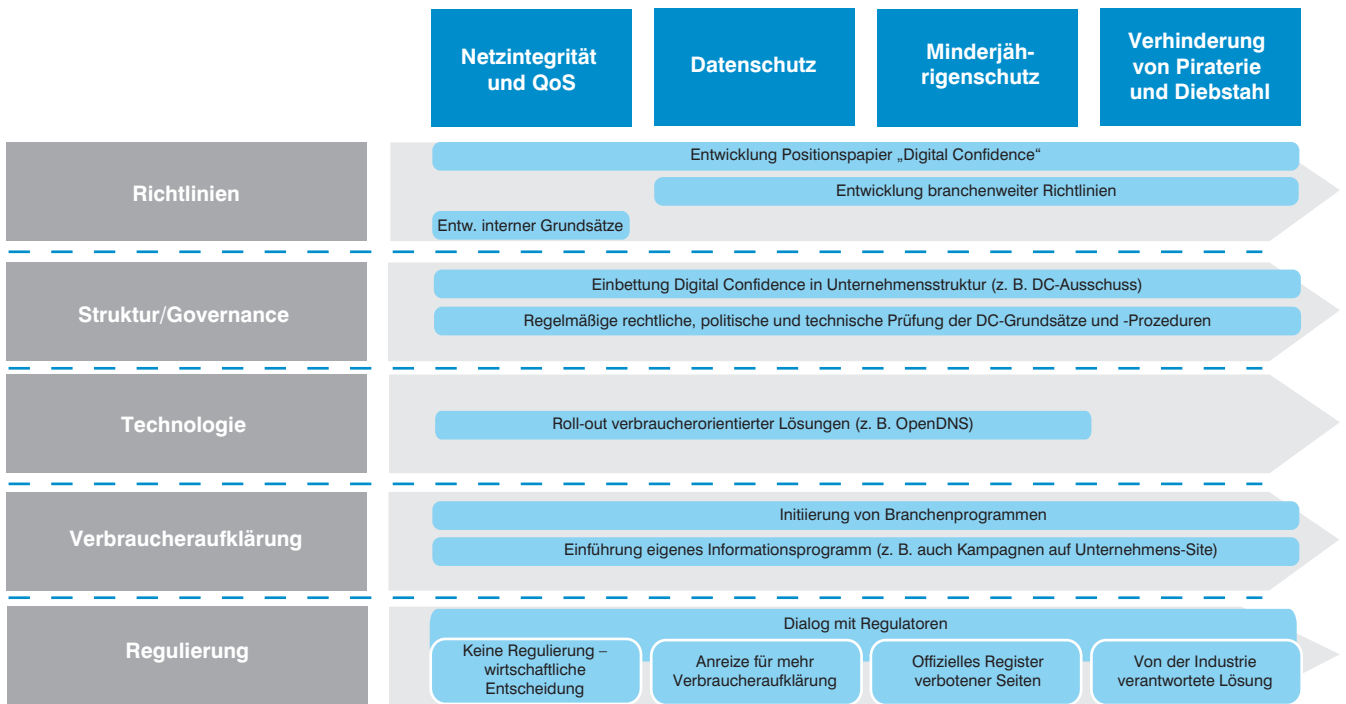 Netzintegrität
und QoS
Datenschutz
Minderjäh-
rigenschutz
Verhinderung
von Piraterie
und Diebstahl
Richtlinien
Entwicklung Positionspapier „Digital Confidence“
Entwicklung branchenweiter Richtlinien
Entw. interner Grundsätze
Struktur/Governance
Einbettung Digital Confidence in Unternehmensstruktur (z. B. DC-Ausschuss)
Regelmäßige rechtliche, politische und technische Prüfung der DC-Grundsätze und -Prozeduren
Technologie
Roll-out verbraucherorientierter Lösungen (z. B. OpenDNS)
Verbraucheraufklärung
Initiierung von Branchenprogrammen
Einführung eigenes Informationsprogramm (z. B. auch Kampagnen auf Unternehmens-Site)
Regulierung
Dialog mit Regulatoren
Keine Regulierung –
wirtschaftliche
Entscheidung
Anreize für mehr
Verbraucheraufklärung
Offizielles Register
verbotener Seiten
Von der Industrie
verantwortete Lösung